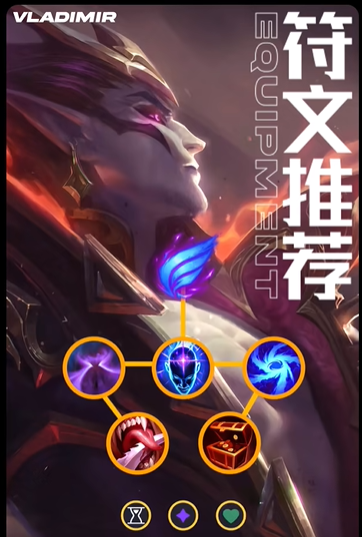 VLADIMIR
符文推荐
EQUIPMENT